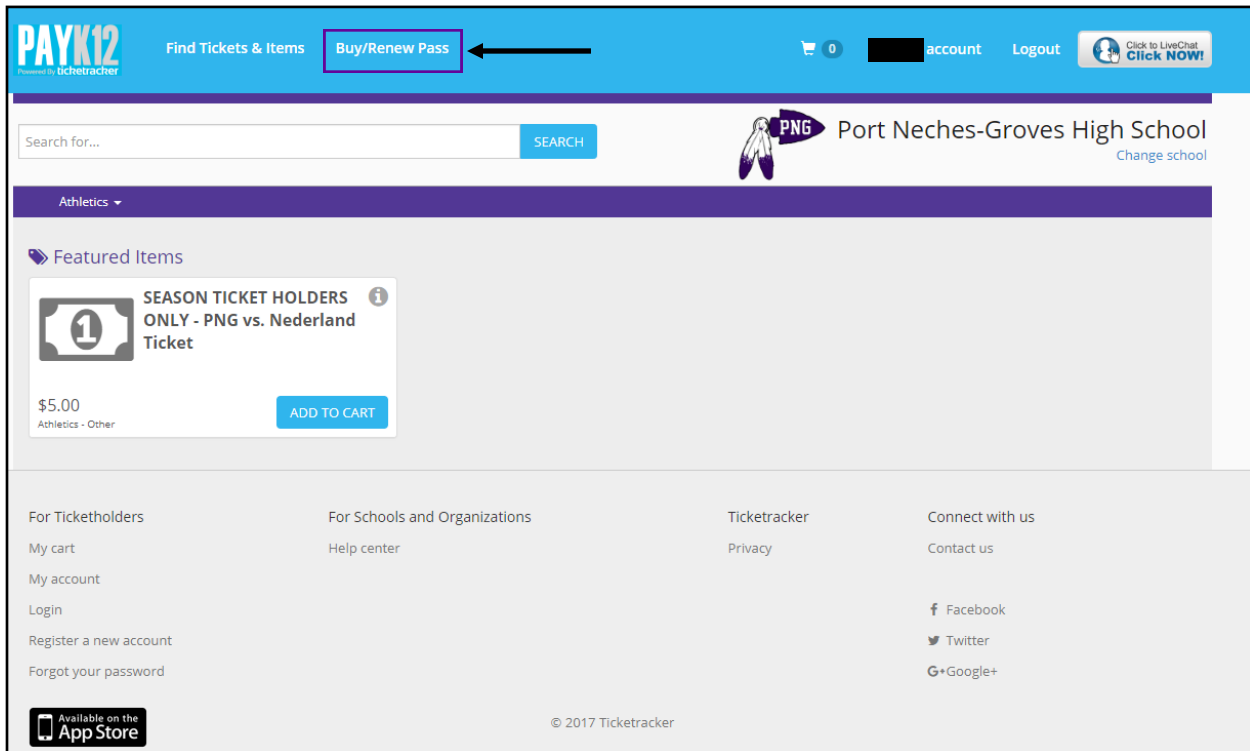 PAYK12
Powered By ticketracker
Find Tickets & Items
Buy/Renew Pass
0
account
Logout
Click to LiveChat
Click NOW!
Search for...
SEARCH
PNG
Port Neches-Groves High School
Change school
Athletics
Featured Items
1
SEASON TICKET HOLDERS
ONLY - PNG vs. Nederland
Ticket
$5.00
Athletics - Other
ADD TO CART
For Ticketholders
My cart
My account
Login
Register a new account
Forgot your password
For Schools and Organizations
Help center
Ticketracker
Privacy
Connect with us
Contact us
Facebook
Twitter
G+Google+
Available on the
App Store
© 2017 Ticketracker